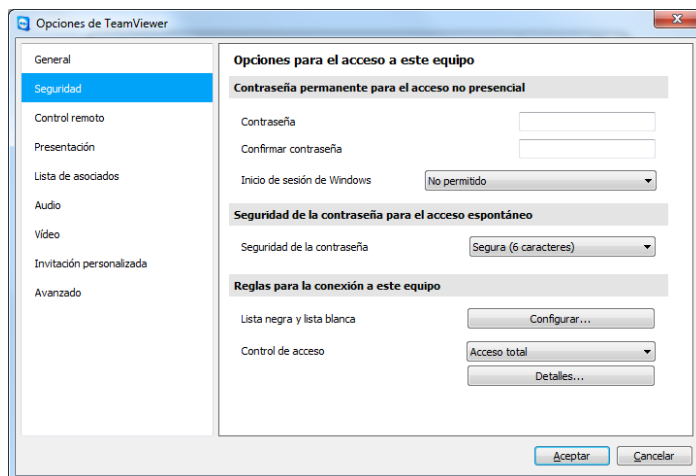 Opciones de TeamViewer
General
Seguridad
Control remoto
Presentación
Lista de asociados
Audio
Vídeo
Invitación personalizada
Avanzado
Opciones para el acceso a este equipo
Contraseña permanente para el acceso no presencial
Contraseña
Confirmar contraseña
Inicio de sesión de Windows No permitido
Seguridad de la contraseña para el acceso espontáneo
Seguridad de la contraseña Segura (6 caracteres)
Reglas para la conexión a este equipo
Lista negra y lista blanca Configurar...
Control de acceso Acceso total
Detalles...
Aceptar Cancelar